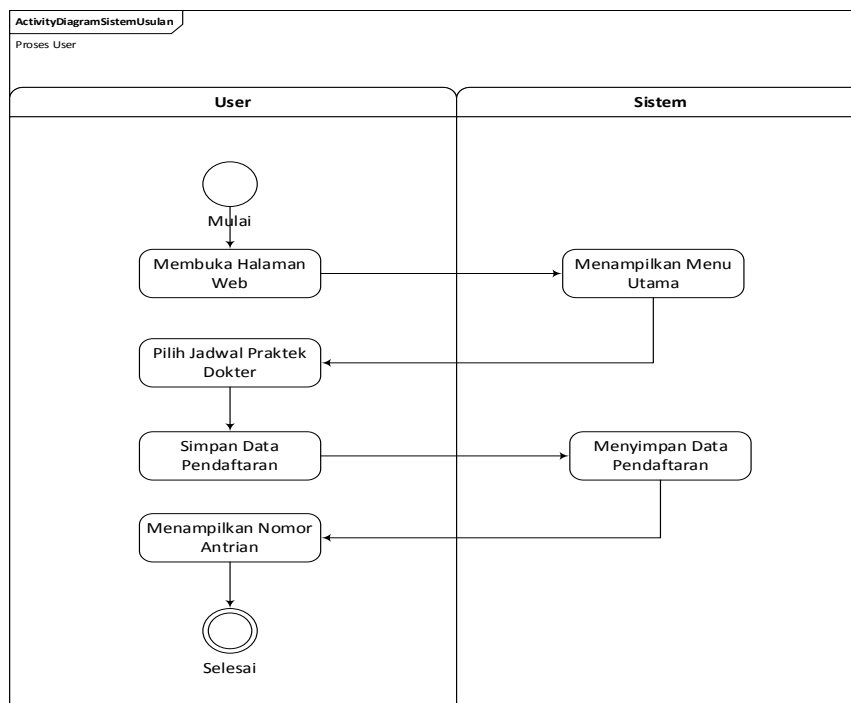 ActivityDiagramSistemUsulan
Proses User
User
Sistem
Mulai
Membuka Halaman
Web
Menampilkan Menu
Utama
Pilih Jadwal Praktek
Dokter
Simpan Data
Pendaftaran
Menyimpan Data
Pendaftaran
Menampilkan Nomor
Antrian
Selesai